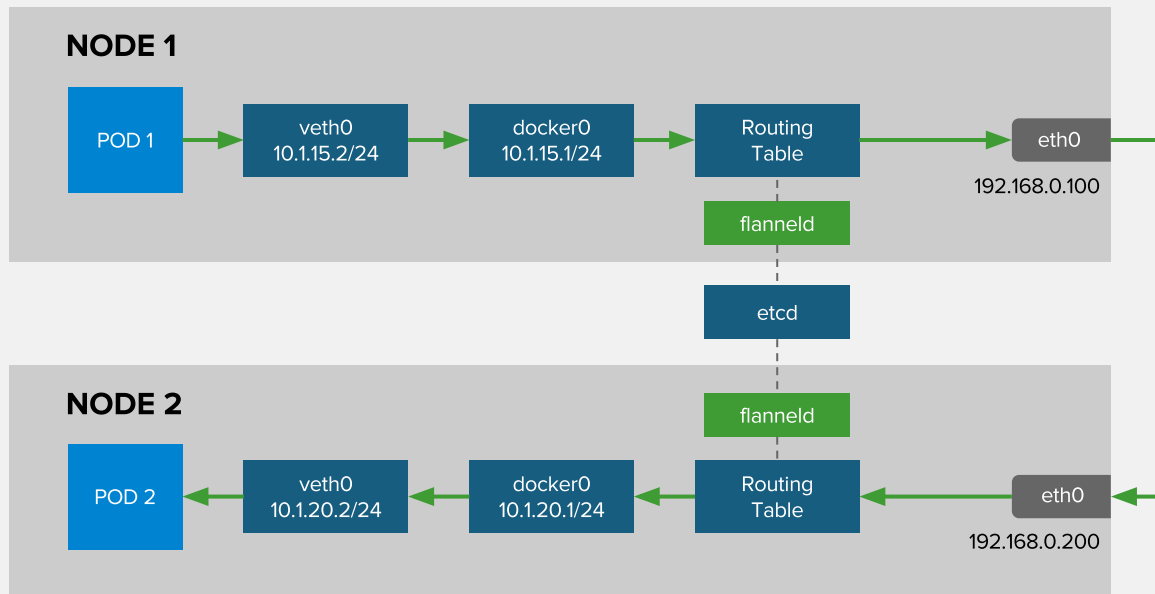 NODE 1
POD 1
veth0
10.1.15.2/24
docker0
10.1.15.1/24
Routing
Table
eth0
192.168.0.100
flanneld
etcd
NODE 2
flanneld
POD 2
veth0
10.1.20.2/24
docker0
10.1.20.1/24
Routing
Table
eth0
192.168.0.200